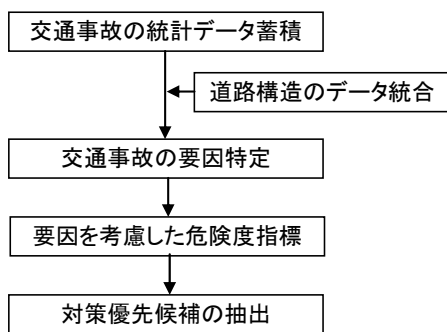 交通事故の統計データ蓄積
道路構造のデータ統合
交通事故の要因特定
要因を考慮した危険度指標
対策優先候補の抽出